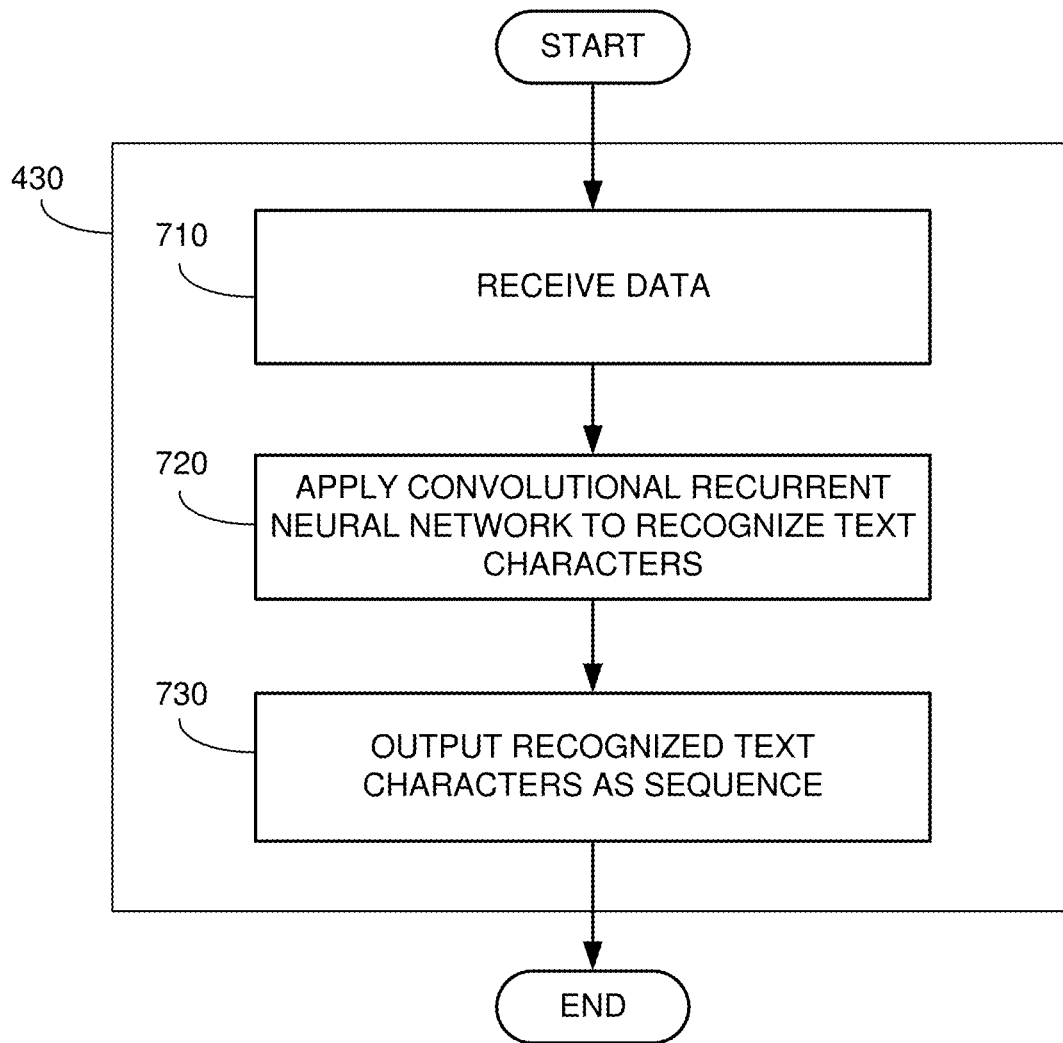 START
430
710
RECEIVE DATA
720
APPLY CONVOLUTIONAL RECURRENT
NEURAL NETWORK TO RECOGNIZE TEXT
CHARACTERS
730
OUTPUT RECOGNIZED TEXT
CHARACTERS AS SEQUENCE
END